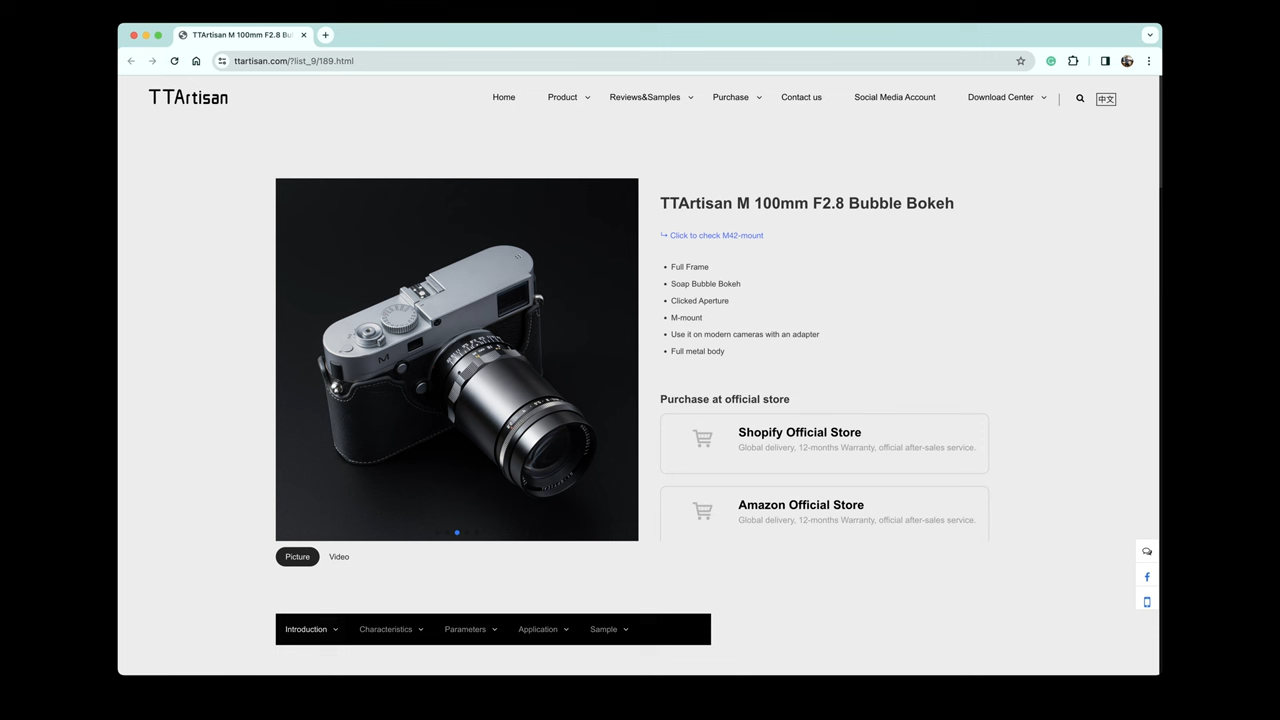 TTArtisan M 100mm F2.8 Bu
ttartisan.com/?list_9/189.html
TTArtisan
Home
Product
Reviews&Samples
Purchase
Contact us
Social Media Account
Download Center
中文
TTArtisan M 100mm F2.8 Bubble Bokeh
Click to check M42-mount
Full Frame
Soap Bubble Bokeh
Clicked Aperture
M-mount
Use it on modern cameras with an adapter
Full metal body
Purchase at official store
Shopify Official Store
Global delivery, 12-months Warranty, official after-sales service.
Amazon Official Store
Global delivery, 12-months Warranty, official after-sales service.
M
Picture
Video
Introduction
Characteristics
Parameters
Application
Sample